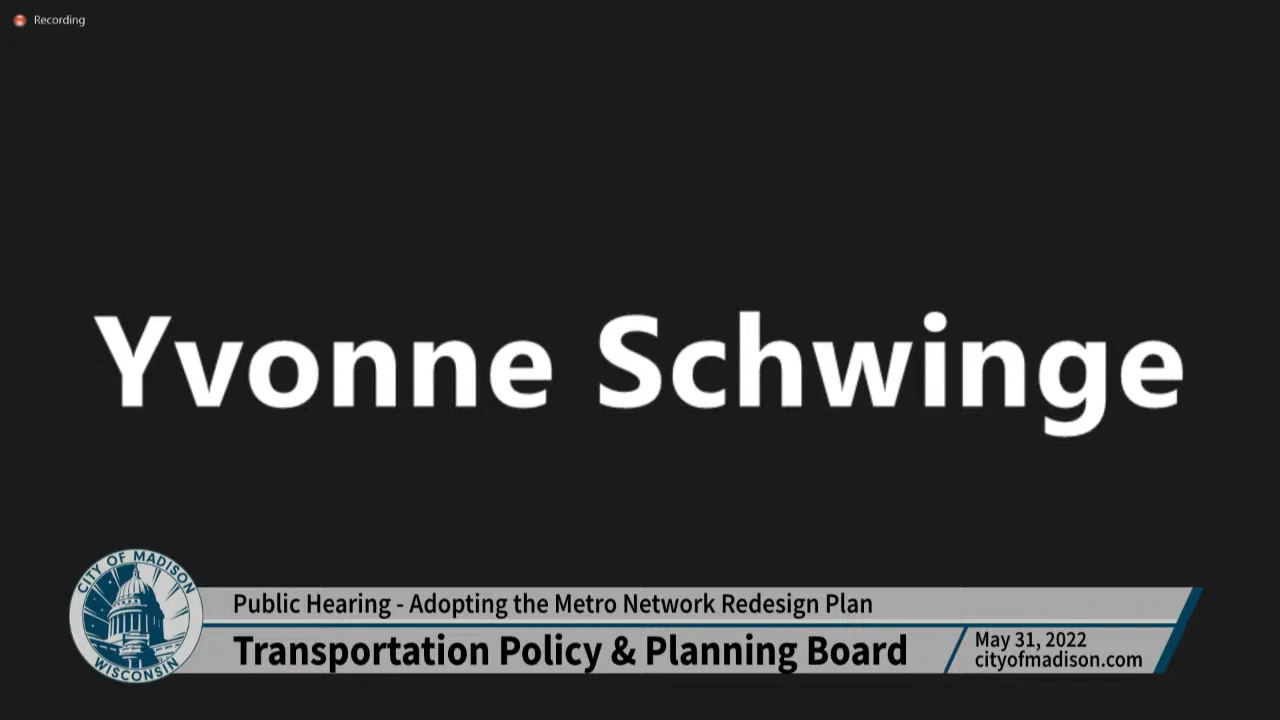 Recording
Yvonne Schwinge
CITY OF MADISON
WISCONSIN
Public Hearing - Adopting the Metro Network Redesign Plan
Transportation Policy & Planning Board
May 31, 2022
cityofmadison.com